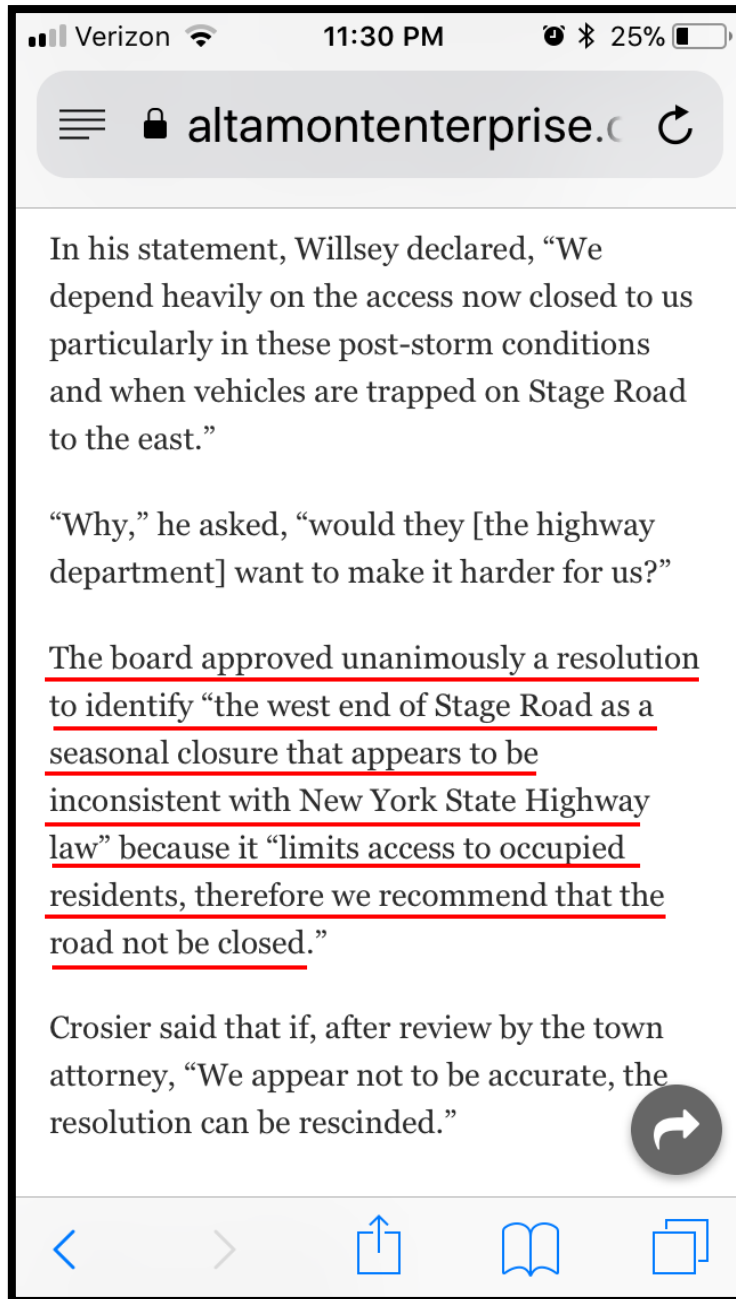 Verizon 11:30 PM 25%
altamontenterprise.
In his statement, Willsey declared, “We
depend heavily on the access now closed to us
particularly in these post-storm conditions
and when vehicles are trapped on Stage Road
to the east.”
“Why,” he asked, “would they [the highway
department] want to make it harder for us?”
The board approved unanimously a resolution
to identify “the west end of Stage Road as a
seasonal closure that appears to be
inconsistent with New York State Highway
law” because it “limits access to occupied
residents, therefore we recommend that the
road not be closed.”
Crosier said that if, after review by the town
attorney, “We appear not to be accurate, the
resolution can be rescinded.”